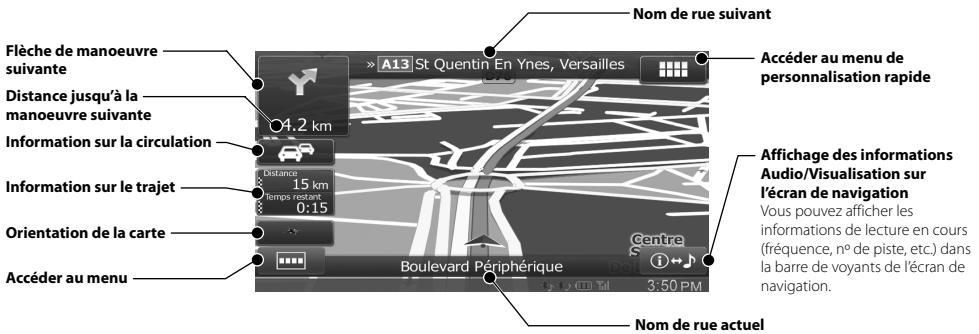 Nom de rue suivant
Flèche de manoeuvre
suivante
Distance jusqu'à la
manoeuvre suivante
Information sur la circulation
Information sur le trajet
Orientation de la carte
Accéder au menu
» A13 St Quentin En Ynes, Versailles
4.2 km
Distance
15 km
Temps restant
0:15
Centre
Boulevard Périphérique
3:50 PM
Accéder au menu de
personnalisation rapide
Affichage des informations
Audio/Visualisation sur
l'écran de navigation
Vous pouvez afficher les
informations de lecture en cours
(fréquence, nº de piste, etc.) dans
la barre de voyants de l'écran de
navigation.
Nom de rue actuel